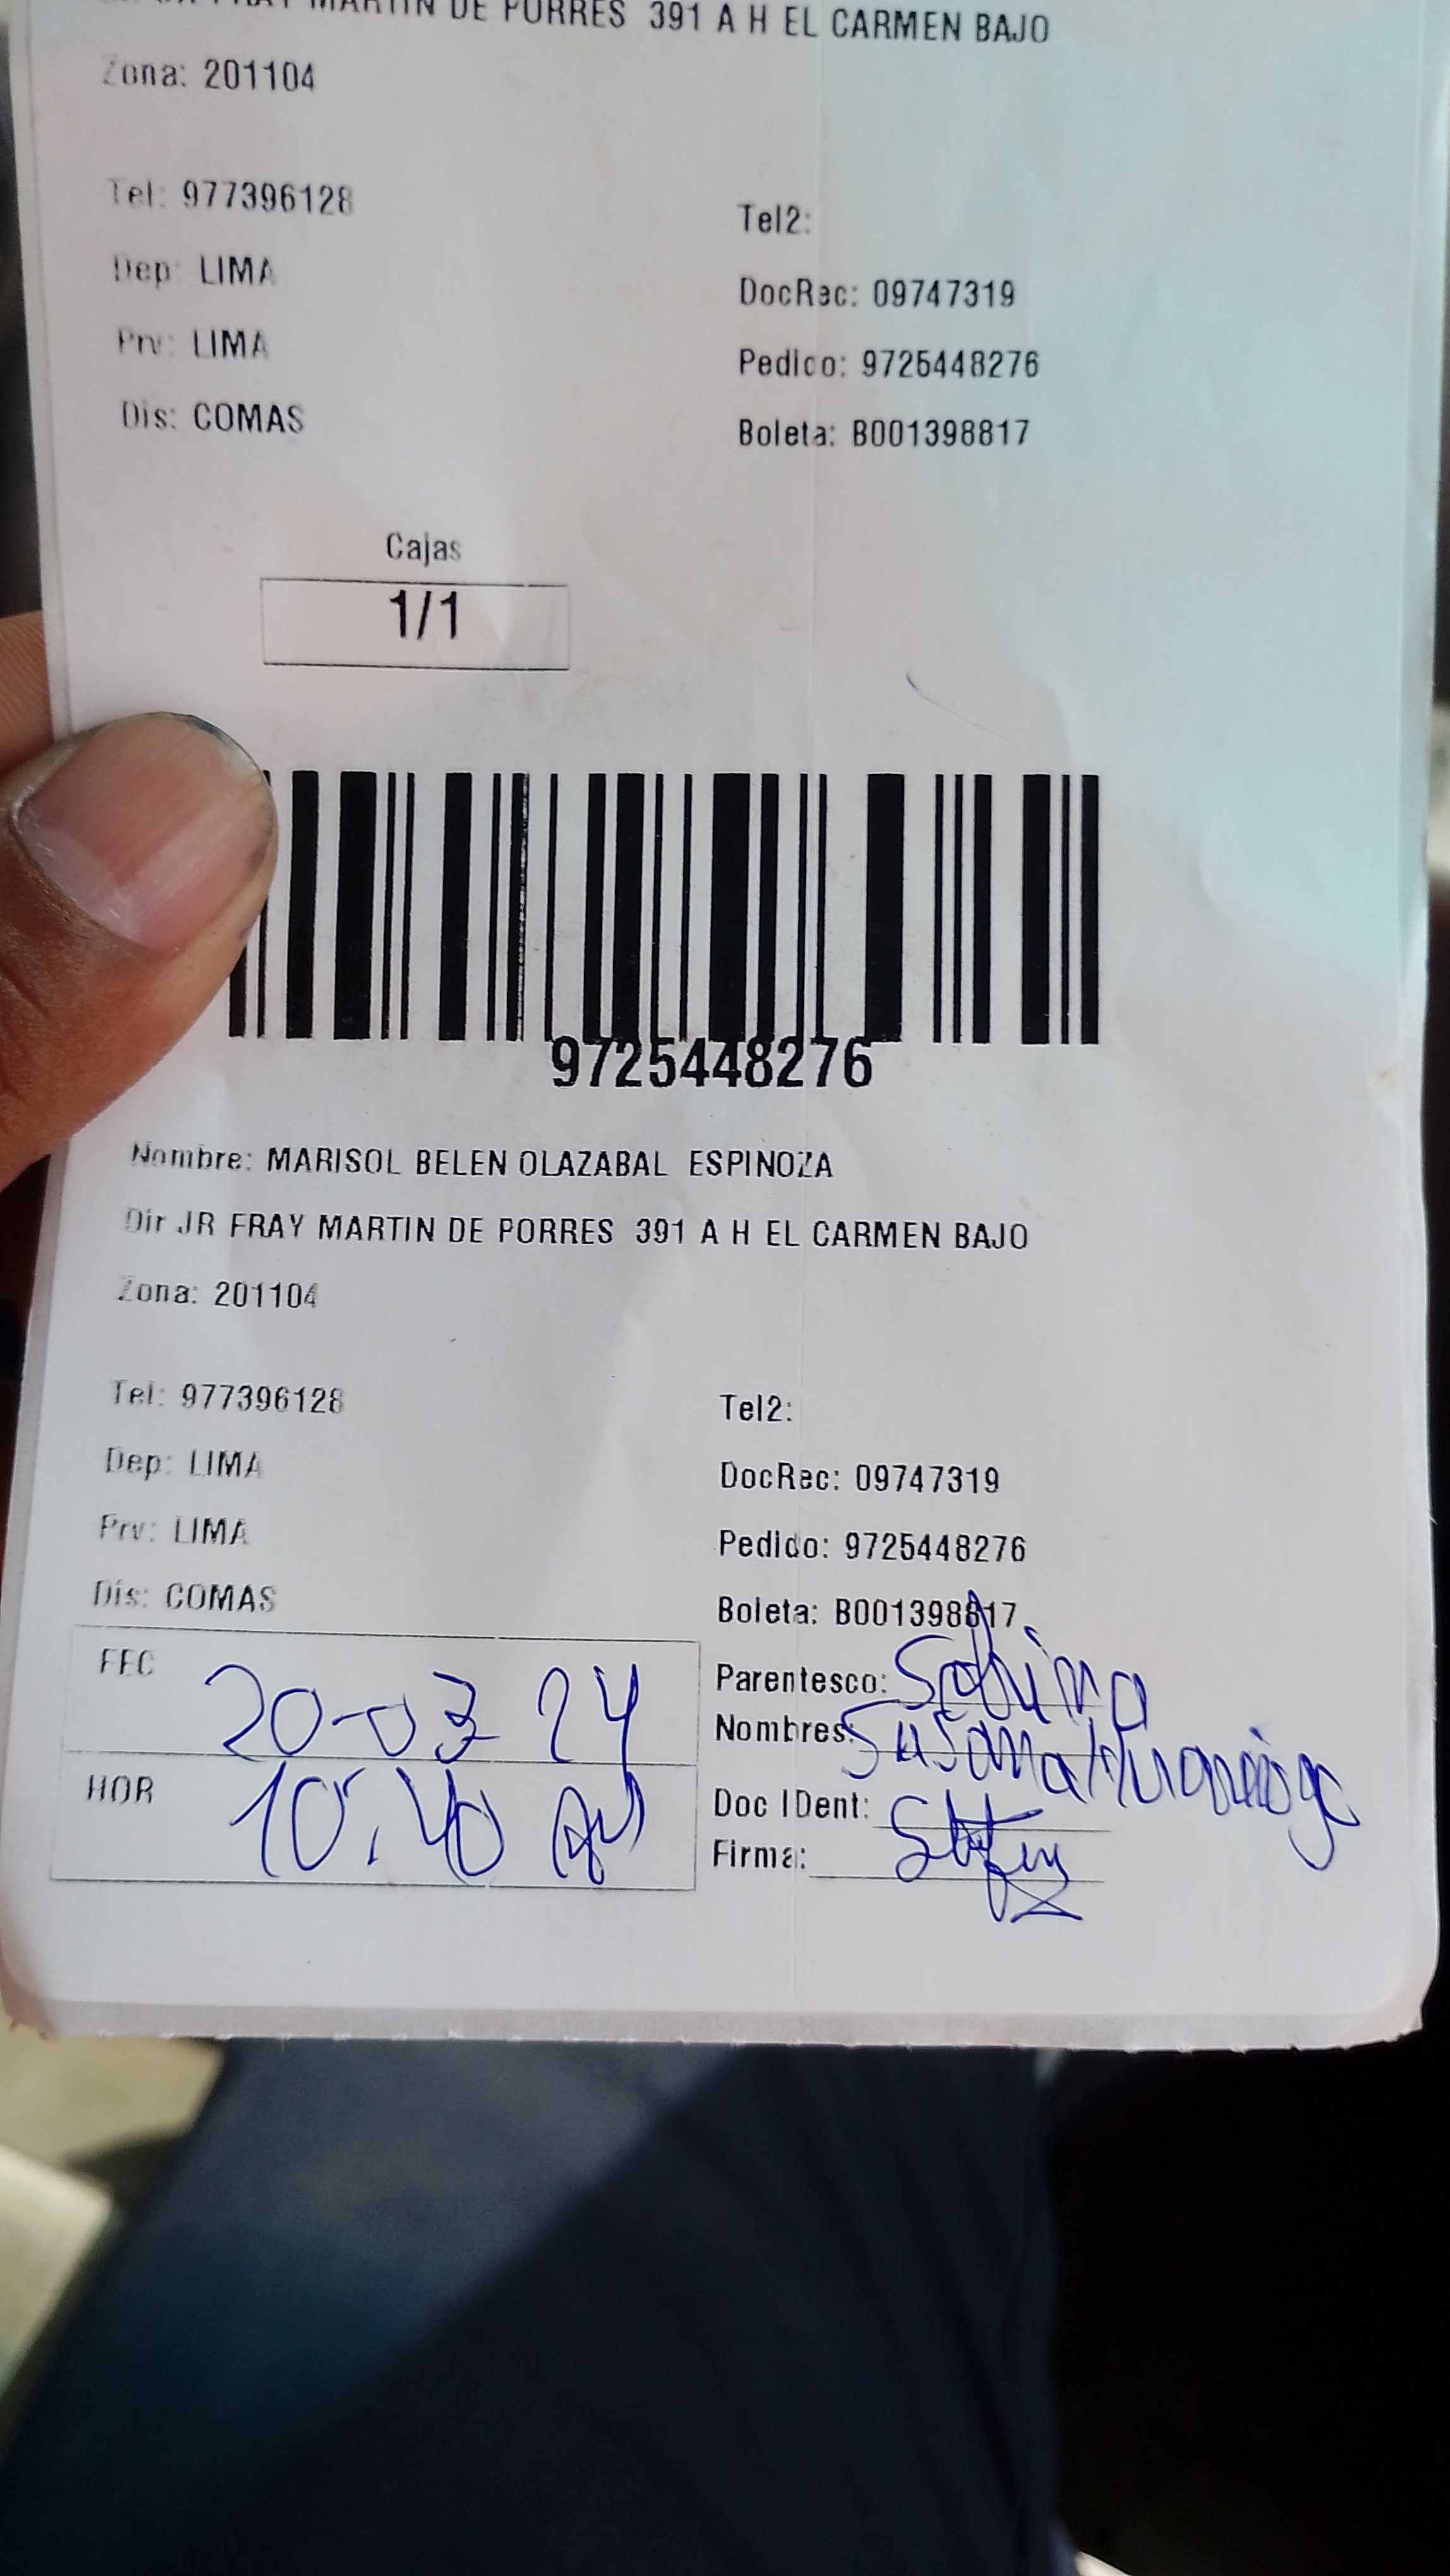 FRAY MARTIN DE PORRES 391 A H EL CARMEN BAJO
Zona: 201104
Tel: 977396128
Tel2:
Dep: LIMA
DocRec: 09747319
Prv: LIMA
Pedido: 9725448276
Dis: COMAS
Boleta: B001398817
Cajas
1/1
9725448276
Nombre: MARISOL BELEN OLAZABAL ESPINOZA
Dir JR FRAY MARTIN DE PORRES 391 A H EL CARMEN BAJO
Zona: 201104
Tel: 977396128
Tel2:
Dep: LIMA
DocRec: 09747319
Prv: LIMA
Pedido: 9725448276
Dis: COMAS
Boleta: B001398817
FEC 20-03 24
Parentesco: Sobrina
Nombres: Susana
HOR 10:40
Doc IDent:
Firma: